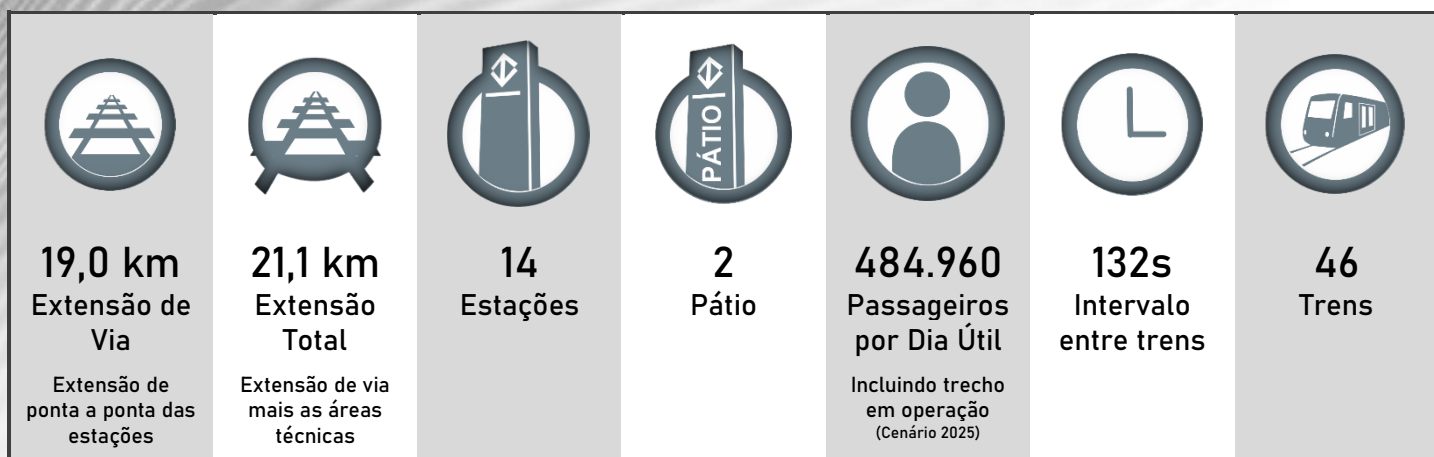 19,0 km
Extensão de
Via
Extensão de
ponta a ponta das
estações
21,1 km
Extensão
Total
Extensão de via
mais as áreas
técnicas
14
Estações
PÁTIO
2
Pátio
484.960
Passageiros
por Dia Útil
Incluindo trecho
em operação
(Cenário 2025)
132s
Intervalo
entre trens
46
Trens